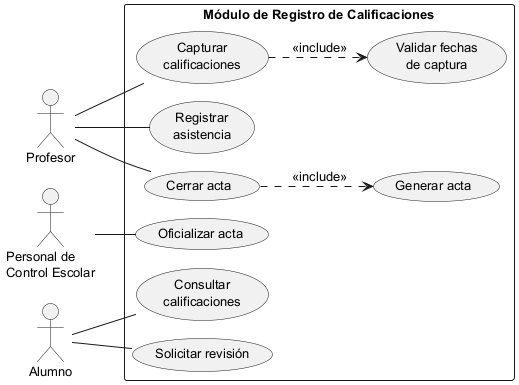 Módulo de Registro de Calificaciones
Capturar
calificaciones
«include»
Validar fechas
de captura
Registrar
asistencia
Profesor
Cerrar acta
«include»
Generar acta
Personal de
Control Escolar
Oficializar acta
Consultar
calificaciones
Alumno
Solicitar revisión